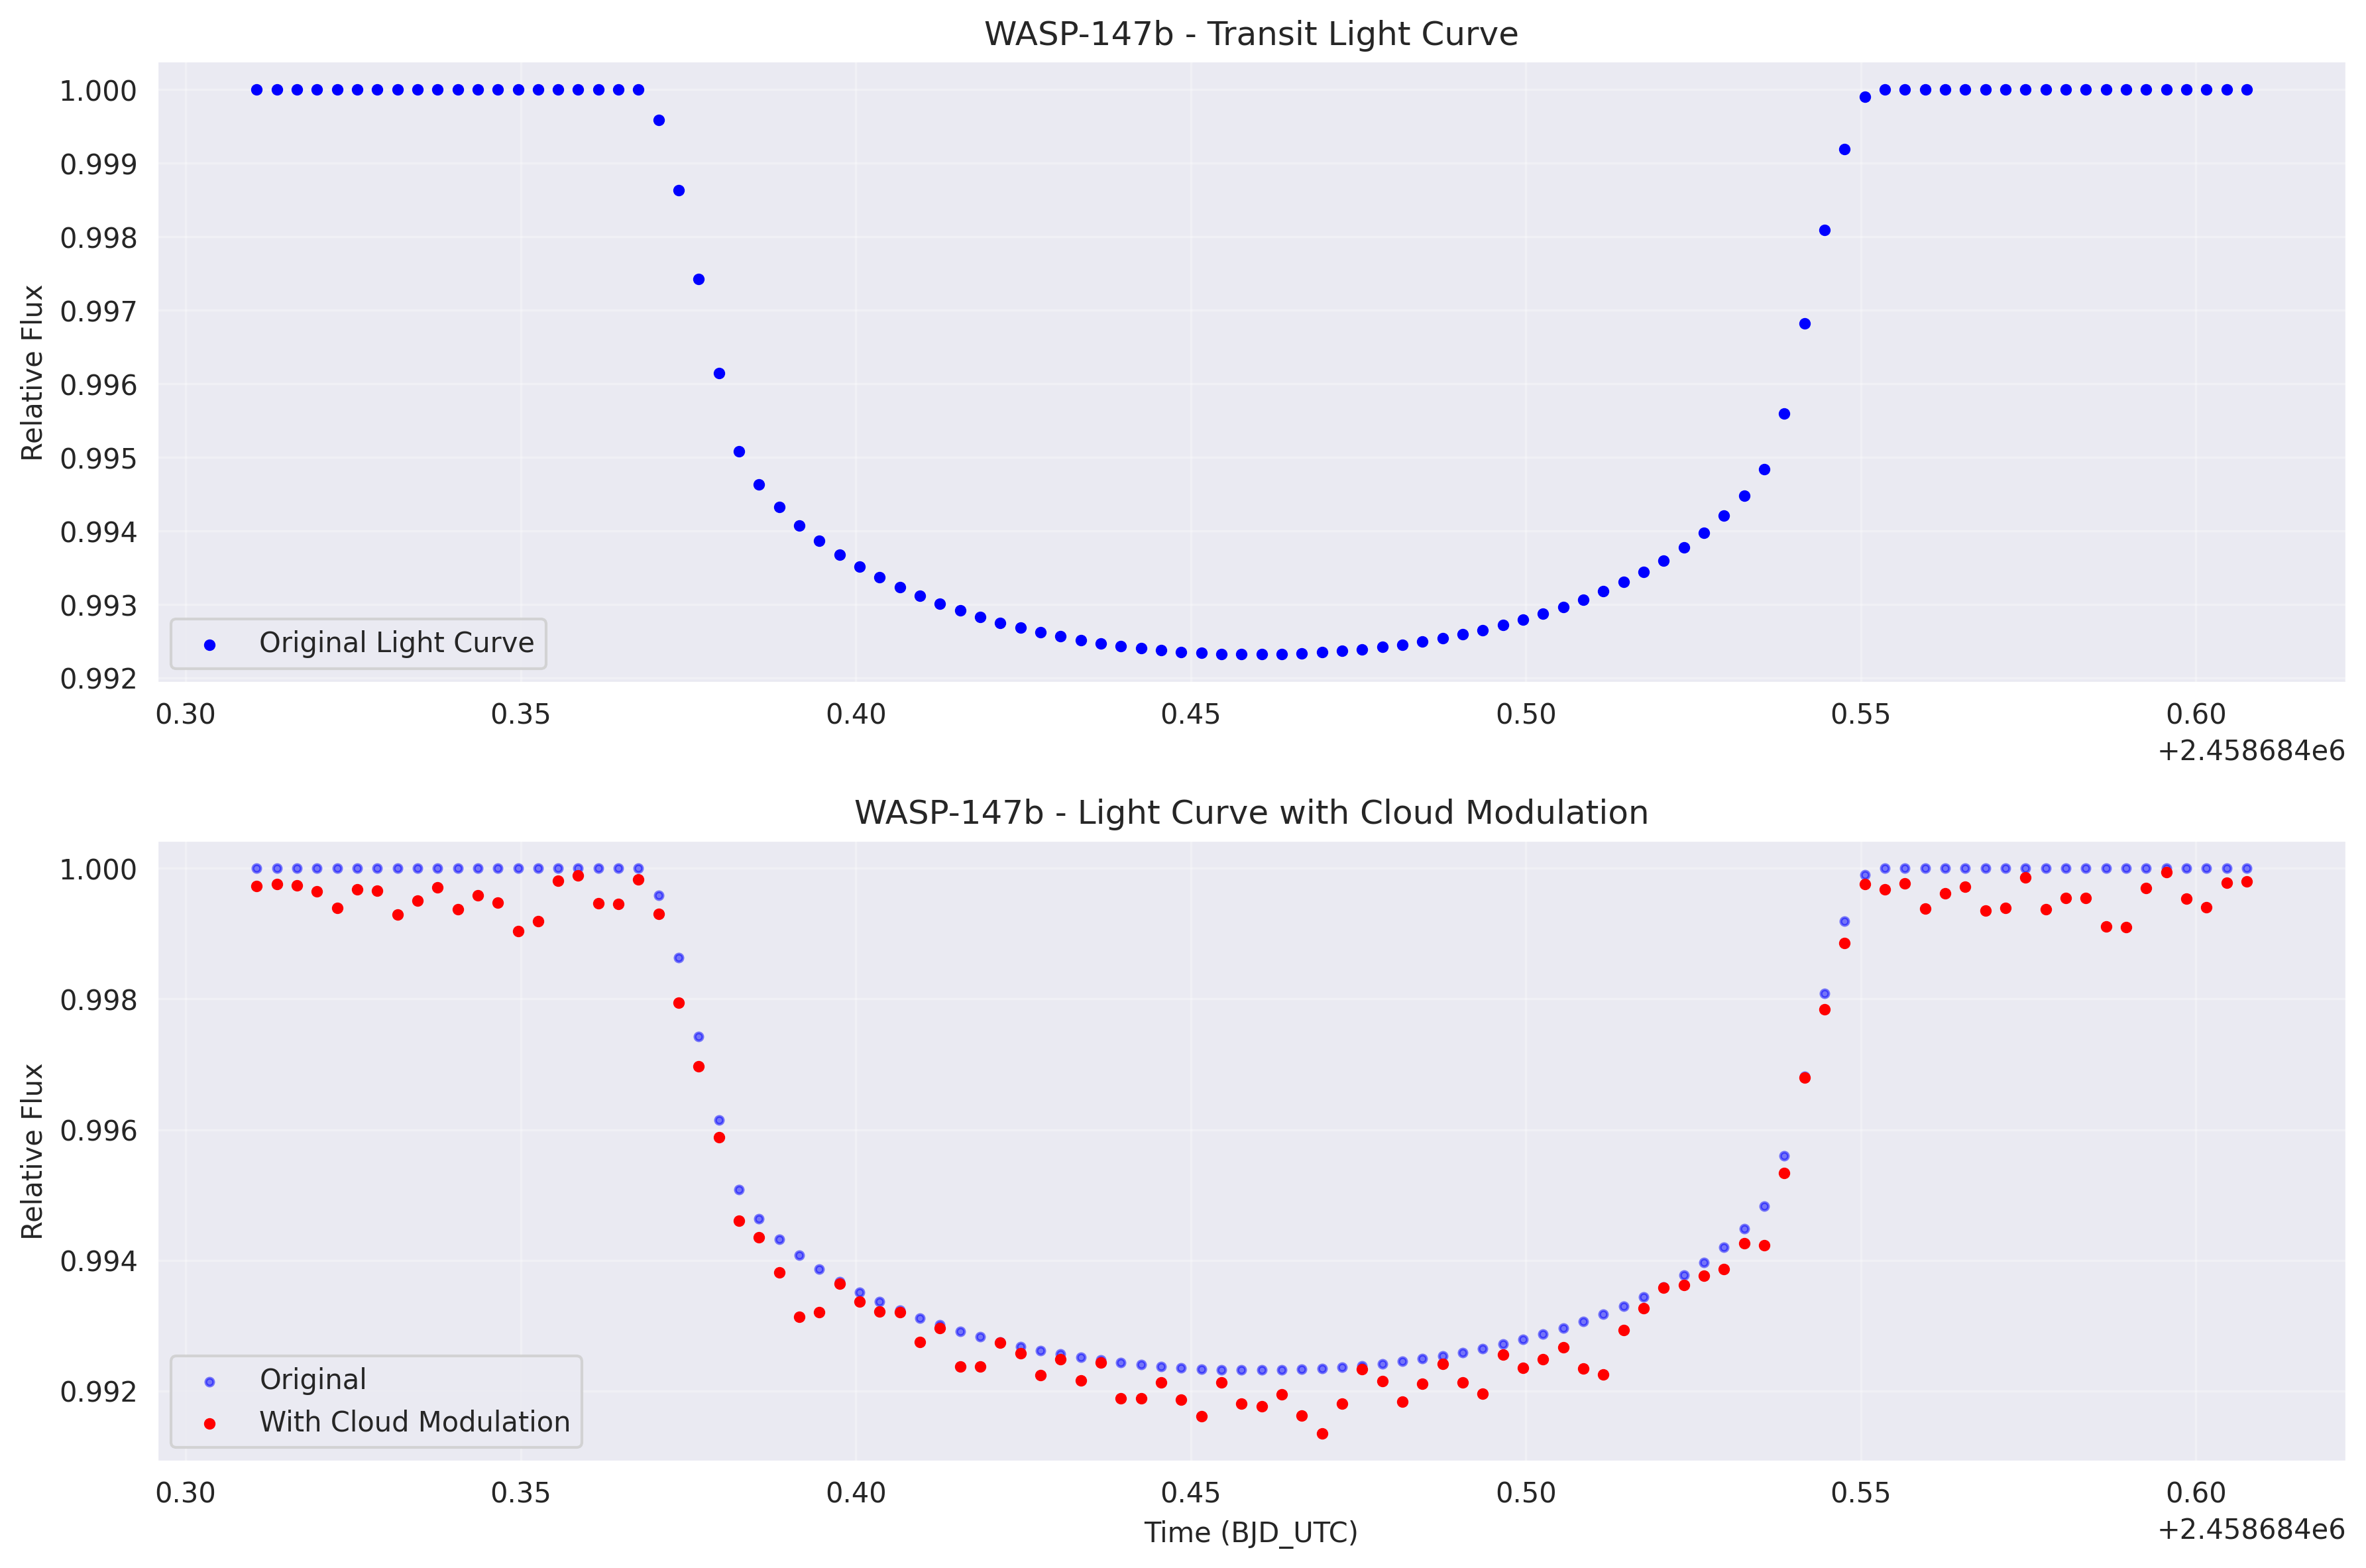 WASP-147b - Transit Light Curve
Relative Flux
1.000
0.999
0.998
0.997
0.996
0.995
0.994
0.993
0.992
Original Light Curve
0.30 0.35 0.40 0.45 0.50 0.55 0.60
+2.458684e6
WASP-147b - Light Curve with Cloud Modulation
Relative Flux
1.000
0.998
0.996
0.994
0.992
Original
With Cloud Modulation
0.30 0.35 0.40 0.45 0.50 0.55 0.60
Time (BJD_UTC)
+2.458684e6